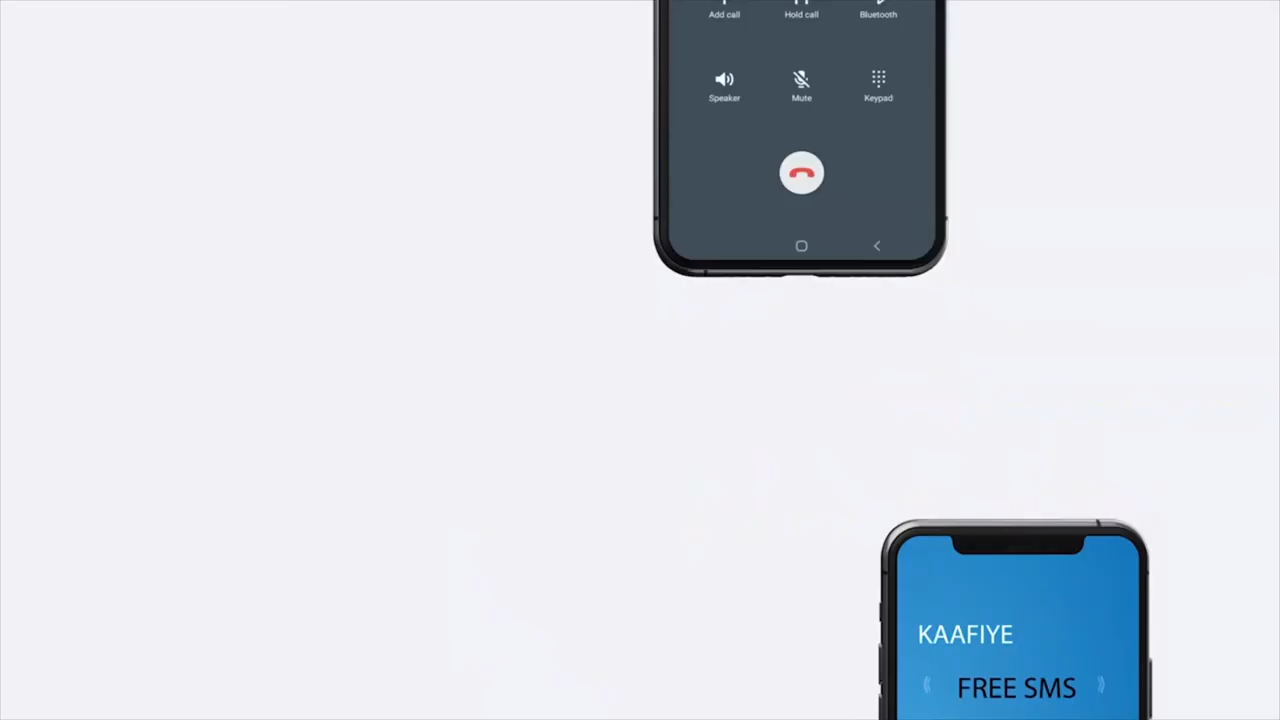 Add call Hold call Bluetooth
Speaker Mute Keypad
KAAFIYE
FREE SMS